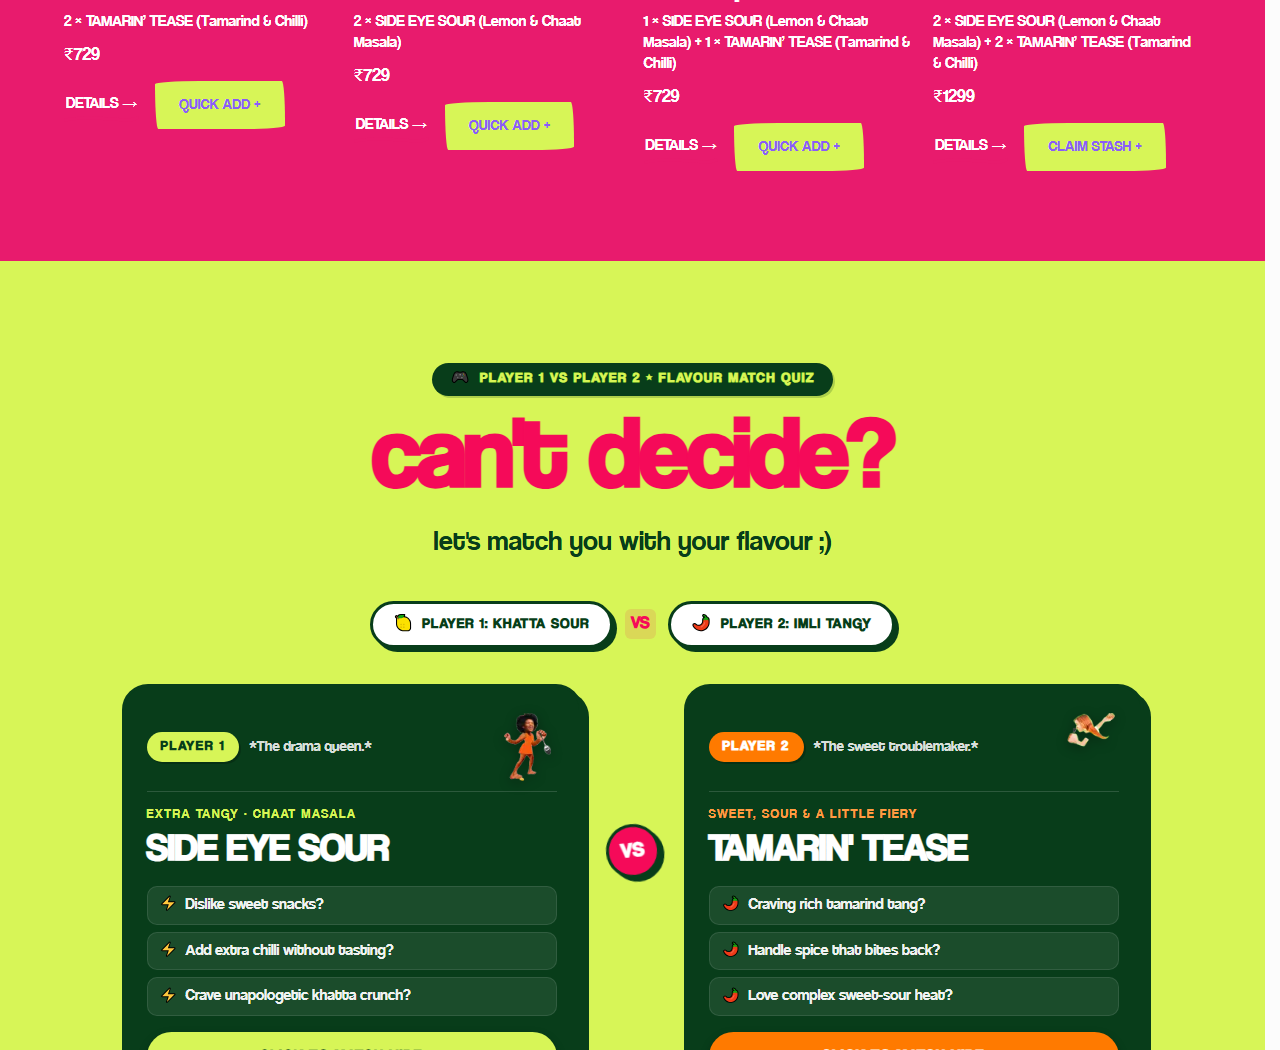 2 × TAMARIN' TEASE (Tamarind & Chilli)
₹729
DETAILS →
QUICK ADD +
2 × SIDE EYE SOUR (Lemon & Chaat
Masala)
₹729
DETAILS →
QUICK ADD +
1 × SIDE EYE SOUR (Lemon & Chaat
Masala) + 1 × TAMARIN' TEASE (Tamarind &
Chilli)
₹729
DETAILS →
QUICK ADD +
2 × SIDE EYE SOUR (Lemon & Chaat
Masala) + 2 × TAMARIN' TEASE (Tamarind
& Chilli)
₹1299
DETAILS →
CLAIM STASH +
🎮 PLAYER 1 VS PLAYER 2 ★ FLAVOUR MATCH QUIZ
can't decide?
let's match you with your flavour ;)
🍋 PLAYER 1: KHATTA SOUR
VS
🌶️ PLAYER 2: IMLI TANGY
PLAYER 1
*The drama queen.*
EXTRA TANGY · CHAAT MASALA
SIDE EYE SOUR
⚡ Dislike sweet snacks?
⚡ Add extra chilli without tasting?
⚡ Crave unapologetic khatta crunch?
VS
PLAYER 2
*The sweet troublemaker.*
SWEET, SOUR & A LITTLE FIERY
TAMARIN' TEASE
🌶️ Craving rich tamarind tang?
🌶️ Handle spice that bites back?
🌶️ Love complex sweet-sour heat?